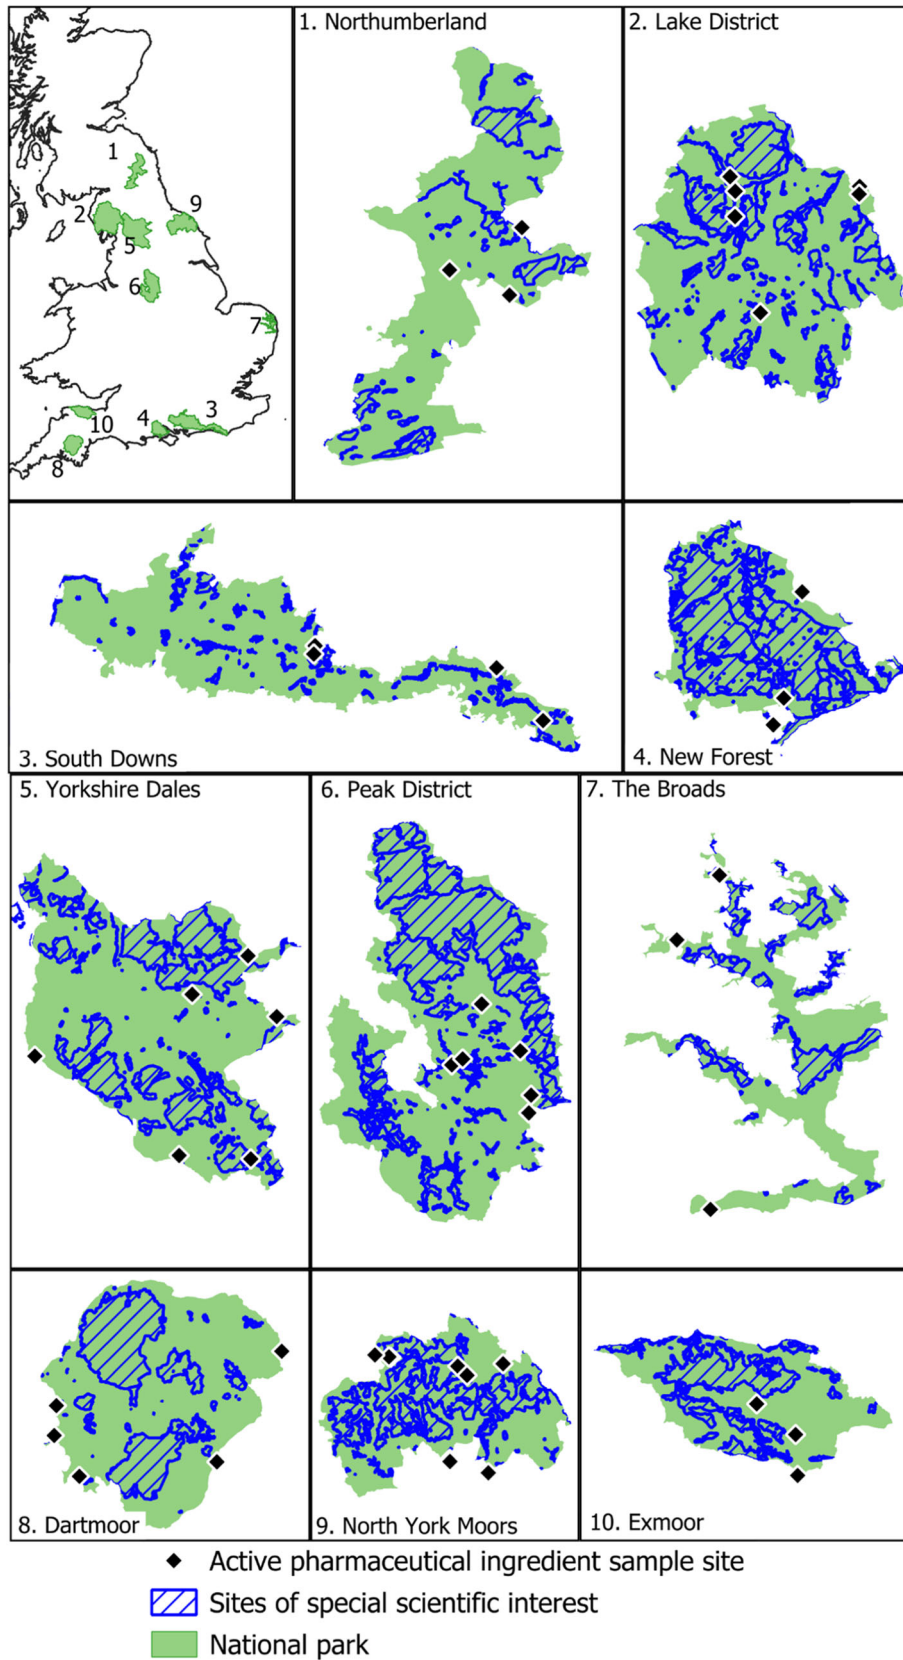 1. Northumberland
2. Lake District
1
2
9
5
6
7
10
4
3
8
3. South Downs
4. New Forest
5. Yorkshire Dales
6. Peak District
7. The Broads
8. Dartmoor
9. North York Moors
10. Exmoor
Active pharmaceutical ingredient sample site
Sites of special scientific interest
National park